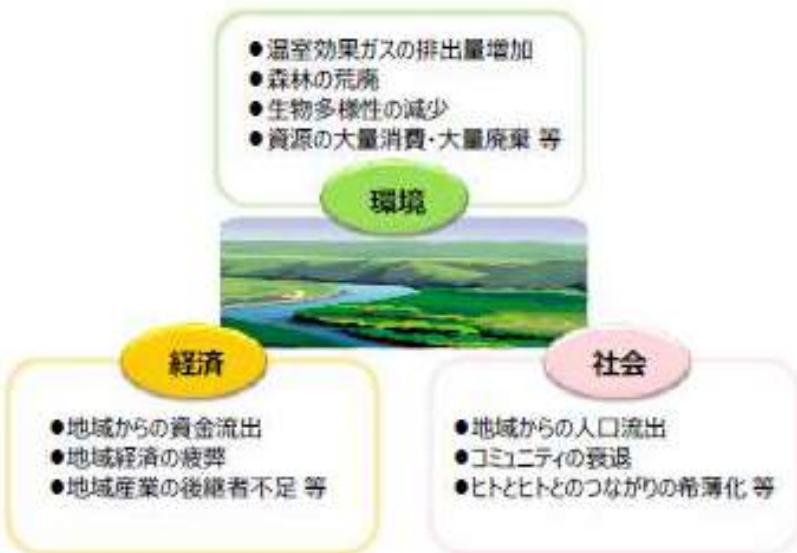 ●温室効果ガスの排出量増加
●森林の荒廃
●生物多様性の減少
●資源の大量消費・大量廃棄 等
環境
経済
●地域からの資金流出
●地域経済の疲弊
●地域産業の後継者不足 等
社会
●地域からの人口流出
●コミュニティの衰退
●ヒトとヒトとのつながりの希薄化 等